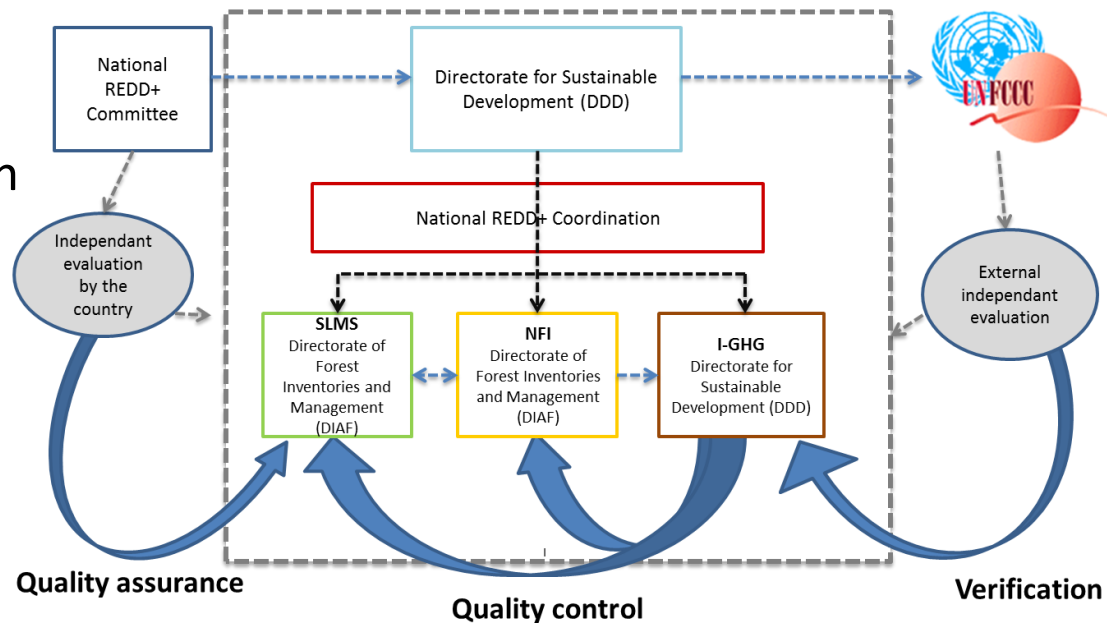 National
REDD+
Committee
Directorate for Sustainable
Development (DDD)
UNFCCC
n
National REDD+ Coordination
Independant
evaluation
by the
country
External
independant
evaluation
SLMS
Directorate of
Forest
Inventories and
Management
(DIAF)
NFI
Directorate of
Forest Inventories
and Management
(DIAF)
I-GHG
Directorate for
Sustainable
Development (DDD)
Quality assurance
Quality control
Verification